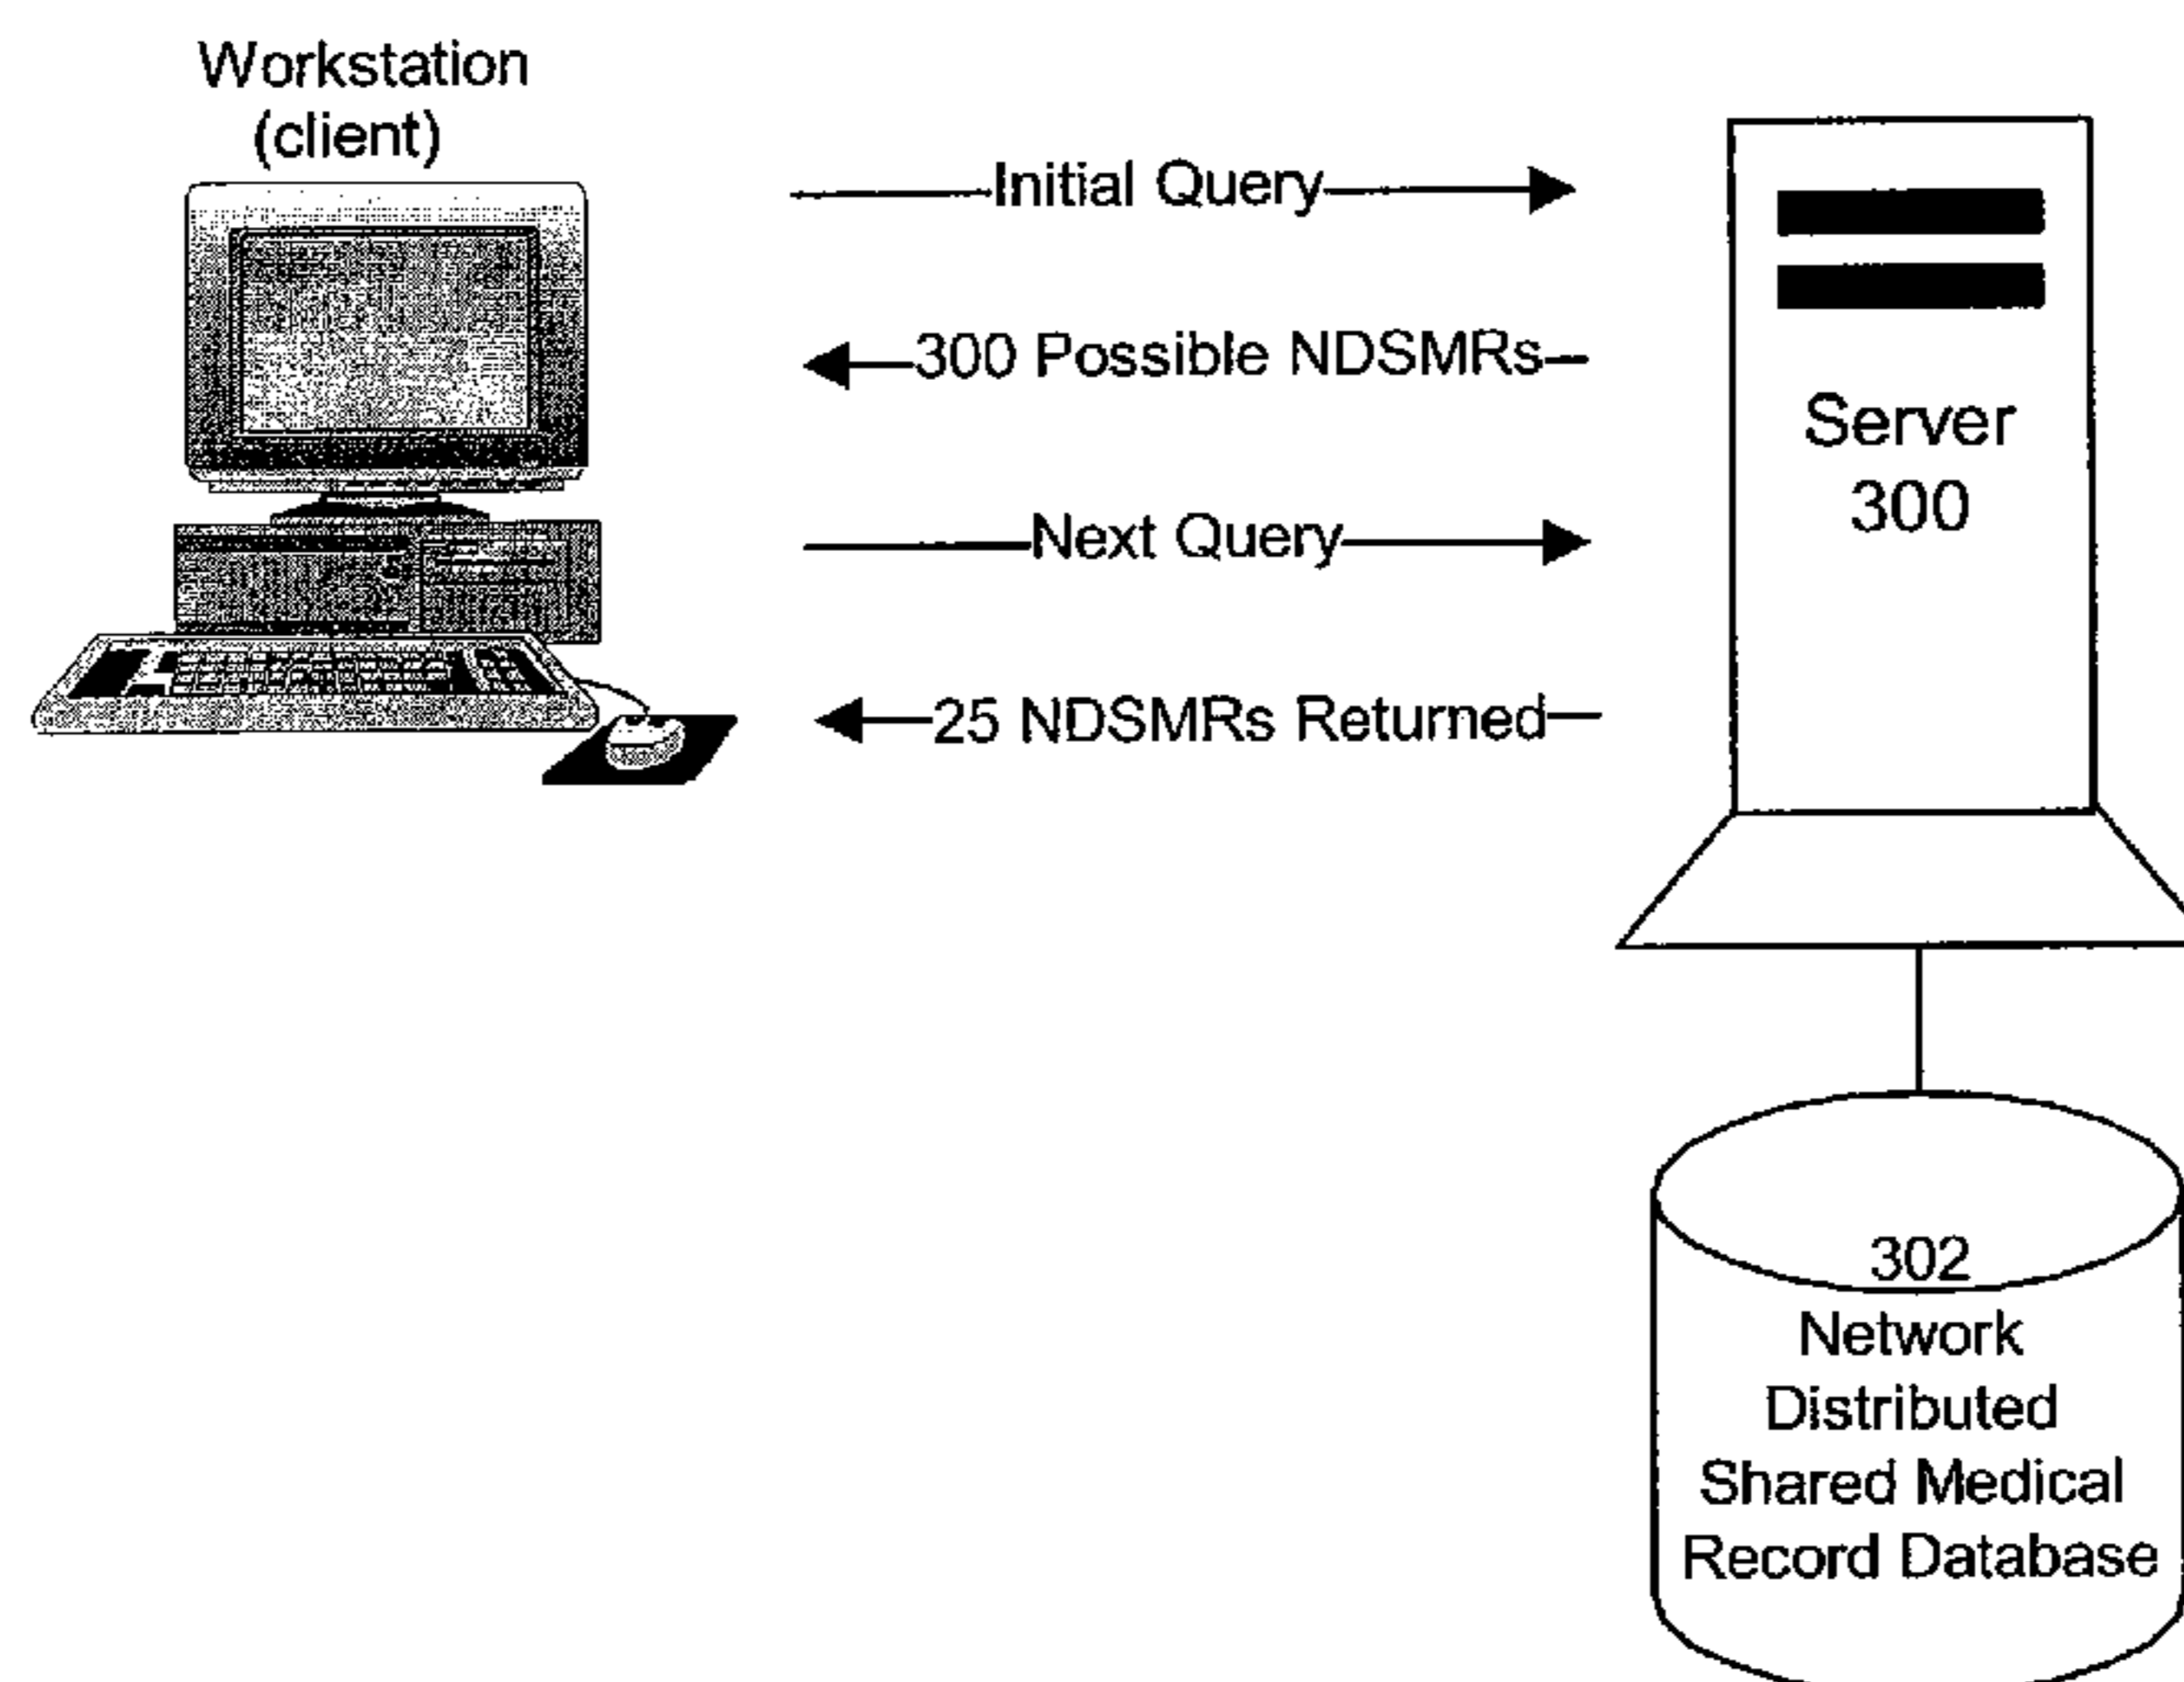 Workstation
(client)
Initial Query
300 Possible NDSMRs
Next Query
25 NDSMRs Returned
Server
300
302
Network
Distributed
Shared Medical
Record Database